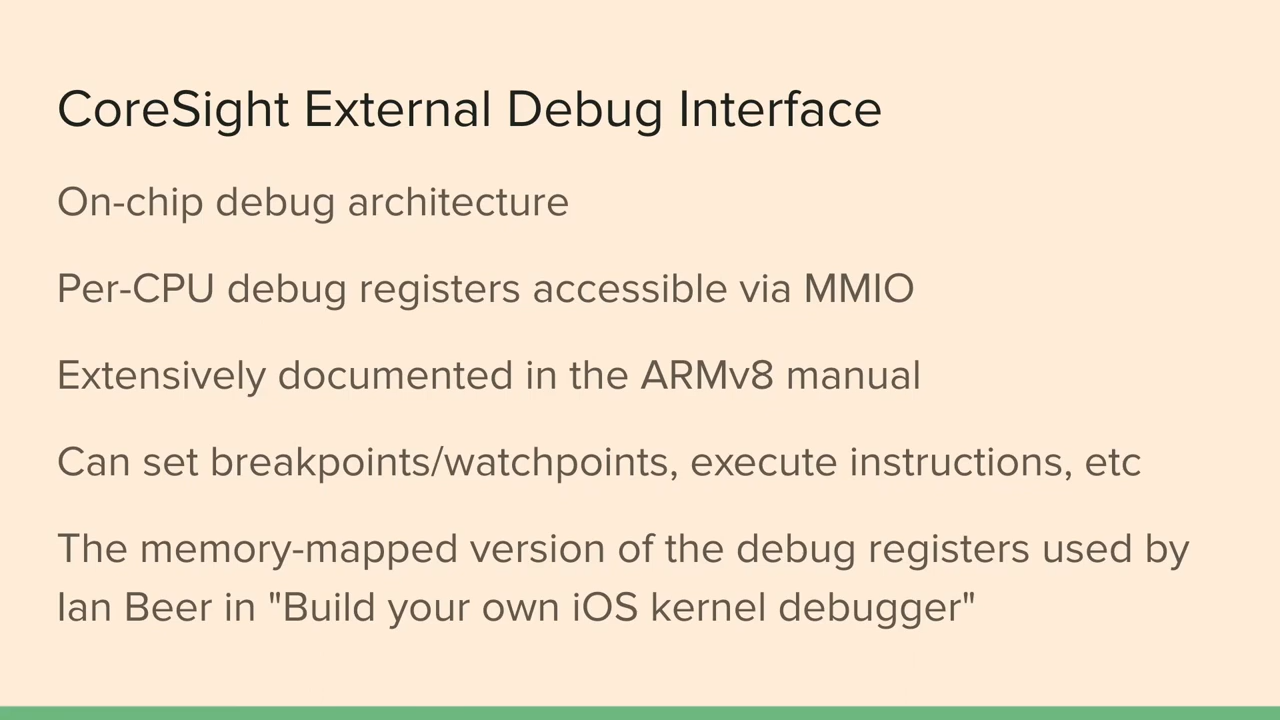 CoreSight External Debug Interface
On-chip debug architecture
Per-CPU debug registers accessible via MMIO
Extensively documented in the ARMv8 manual
Can set breakpoints/watchpoints, execute instructions, etc
The memory-mapped version of the debug registers used by
Ian Beer in "Build your own iOS kernel debugger"